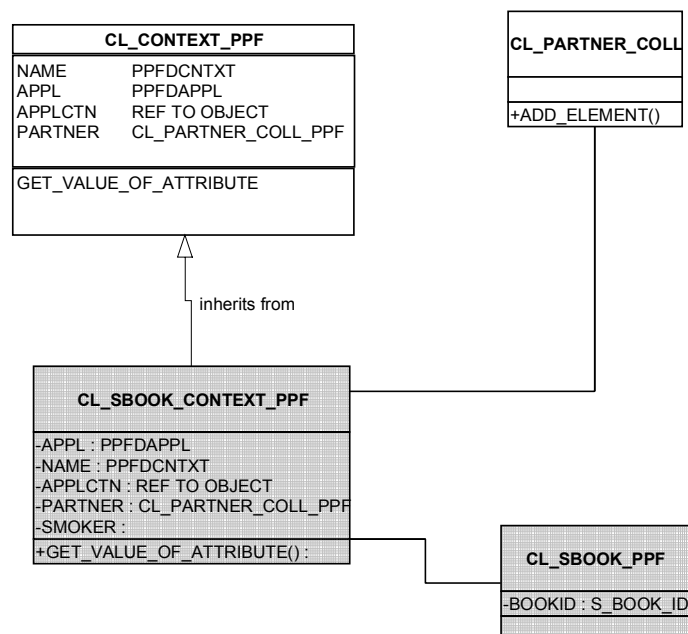 CL_CONTEXT_PPF
NAME PPFDCNTXT
APPL PPFDAPPL
APPLCTN REF TO OBJECT
PARTNER CL_PARTNER_COLL_PPF
GET_VALUE_OF_ATTRIBUTE
CL_PARTNER_COLL
+ADD_ELEMENT()
inherits from
CL_SBOOK_CONTEXT_PPF
-APPL : PPFDAPPL
-NAME : PPFDCNTXT
-APPLCTN : REF TO OBJECT
-PARTNER : CL_PARTNER_COLL_PPF
-SMOKER :
+GET_VALUE_OF_ATTRIBUTE() :
CL_SBOOK_PPF
-BOOKID : S_BOOK_ID